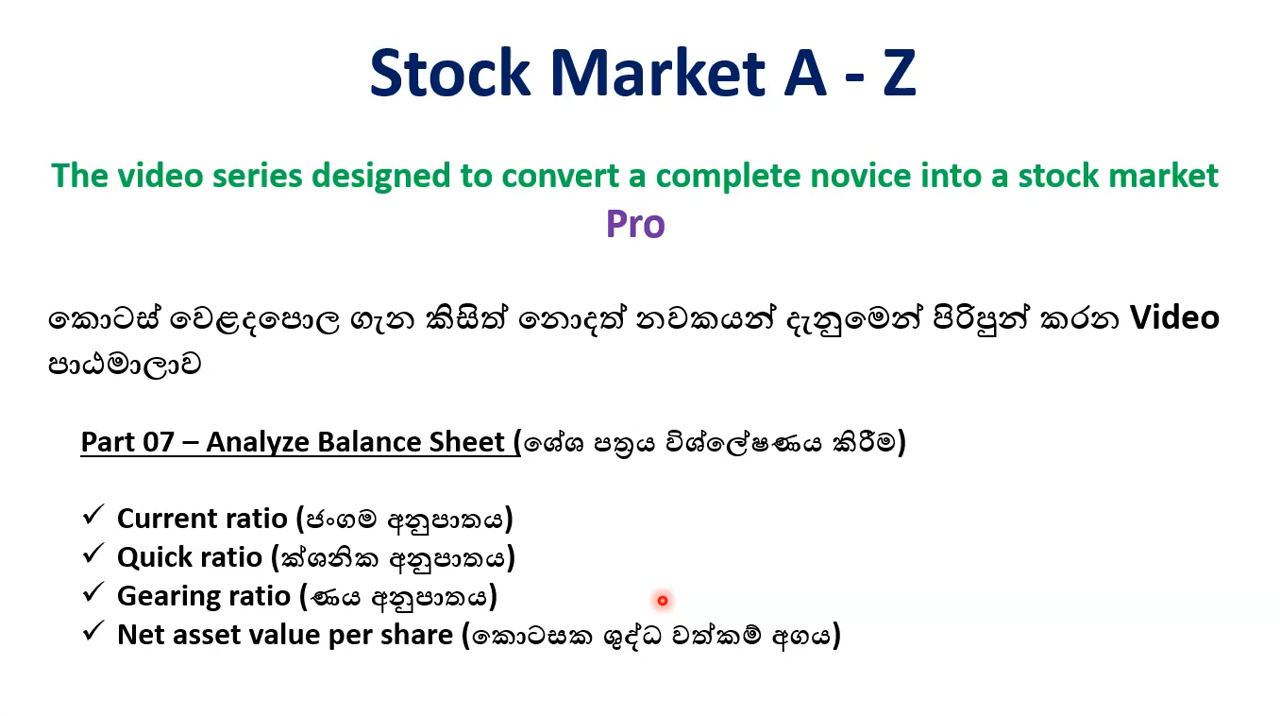 Stock Market A - Z
The video series designed to convert a complete novice into a stock market
Pro
කොටස් වෙළදපොල ගැන කිසිත් නොදත් නවකයන් දැනුමෙන් පිරිපුන් කරන Video
පාඨමාලාව
Part 07 – Analyze Balance Sheet (ශේශ පත්‍රය විශ්ලේෂණය කිරීම)
✓ Current ratio (ජංගම අනුපාතය)
✓ Quick ratio (ක්ශනික අනුපාතය)
✓ Gearing ratio (ණය අනුපාතය)
✓ Net asset value per share (කොටසක ශුද්ධ වත්කම් අගය)